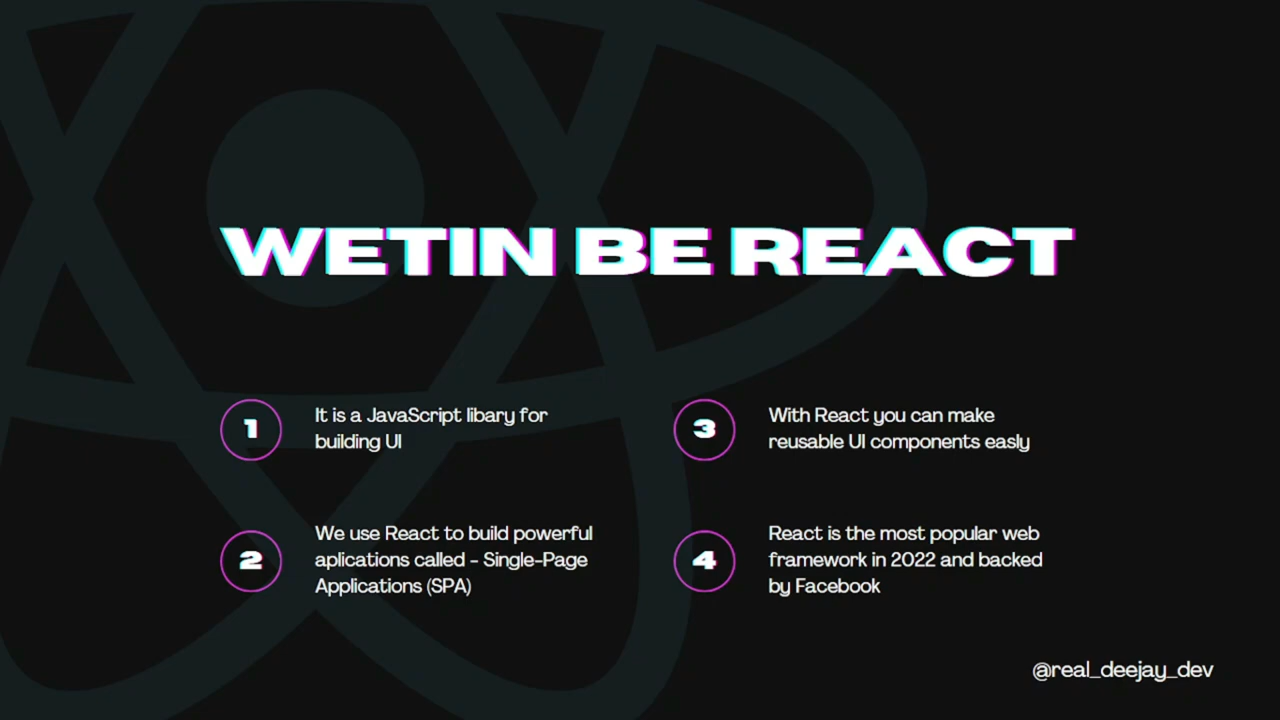 WETIN BE REACT
1
It is a JavaScript libary for
building UI
2
We use React to build powerful
aplications called - Single-Page
Applications (SPA)
3
With React you can make
reusable UI components easly
4
React is the most popular web
framework in 2022 and backed
by Facebook
@real_deejay_dev